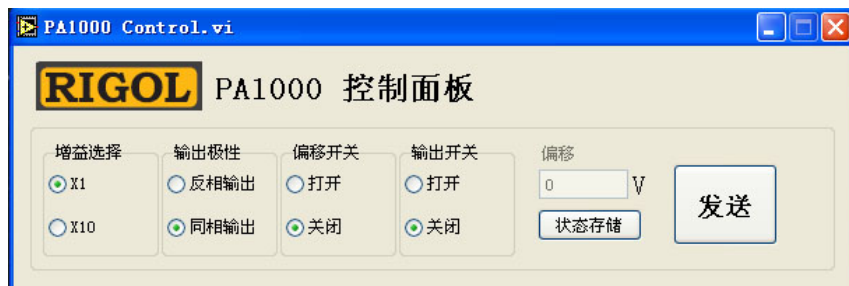 PA1000 Control.vi
RIGOL PA1000 控制面板
增益选择 输出极性 偏移开关 输出开关 偏移
X1 反相输出 打开 打开 0 V
发送
X10 同相输出 关闭 关闭 状态存储